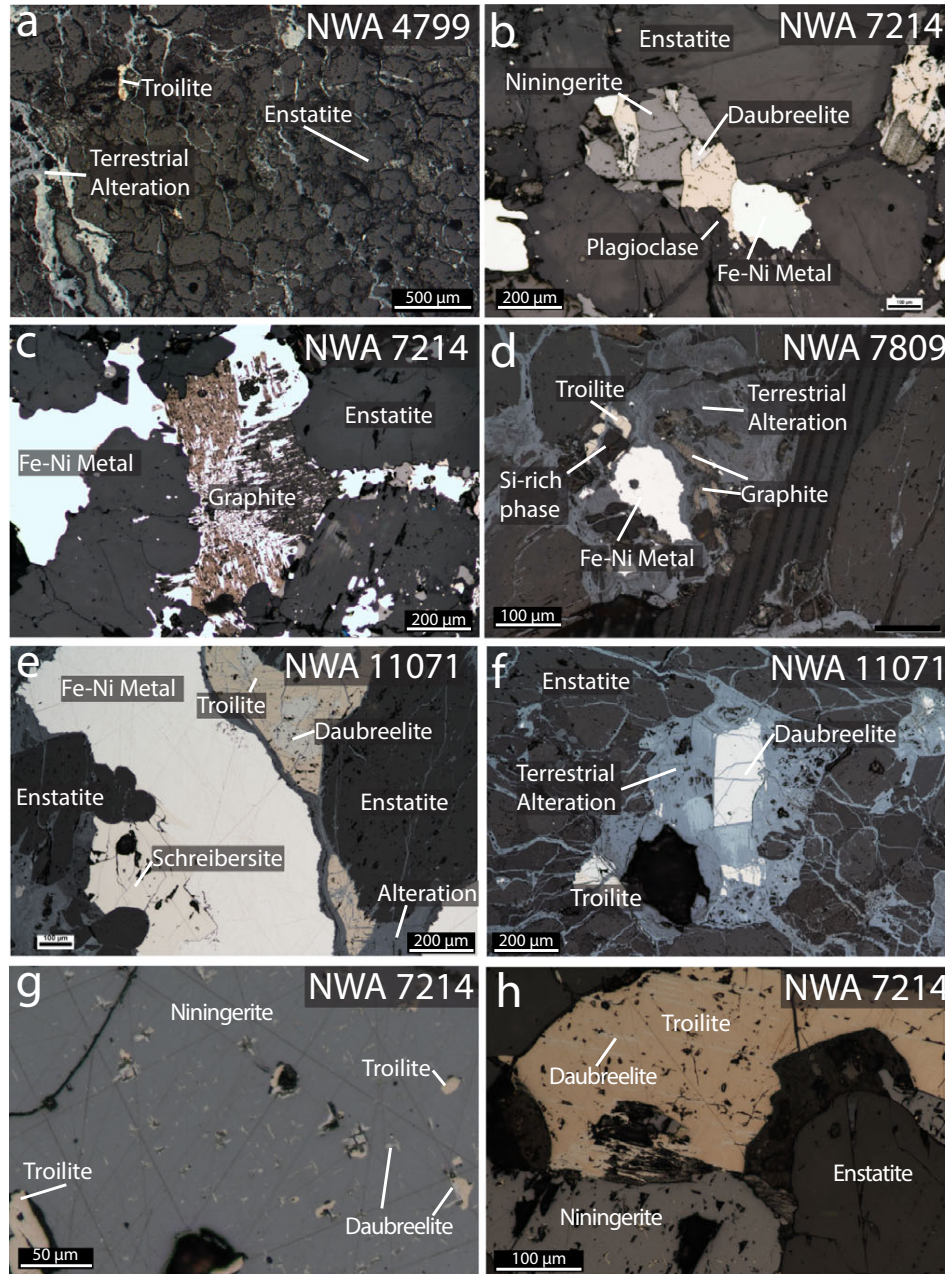 a
NWA 4799
Troilite
Enstatite
Terrestrial
Alteration
500 µm
b
NWA 7214
Enstatite
Niningerite
Daubreelite
Plagioclase
Fe-Ni Metal
200 µm
100 µm
c
NWA 7214
Enstatite
Fe-Ni Metal
Graphite
200 µm
d
NWA 7809
Troilite
Terrestrial
Alteration
Si-rich
phase
Graphite
Fe-Ni Metal
100 µm
e
NWA 11071
Fe-Ni Metal
Troilite
Daubreelite
Enstatite
Enstatite
Schreibersite
Alteration
100 µm
200 µm
f
NWA 11071
Enstatite
Daubreelite
Terrestrial
Alteration
Troilite
200 µm
g
NWA 7214
Niningerite
Troilite
Troilite
Daubreelite
50 µm
h
NWA 7214
Troilite
Daubreelite
Enstatite
Niningerite
100 µm